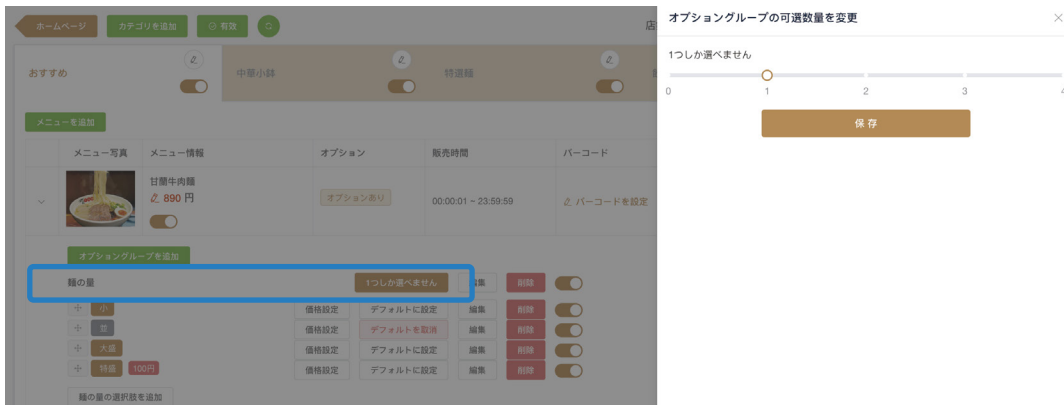 ホームページ
カテゴリを追加
有効
店
オプショングループの可選数量を変更
おすすめ
中華小鉢
特選麺
1つしか選べません
0 1 2 3 4
保存
メニューを追加
メニュー写真 メニュー情報 オプション 販売時間 バーコード
甘蘭牛肉麺
890 円
オプションあり
00:00:01 ~ 23:59:59
バーコードを設定
オプショングループを追加
麺の量 1つしか選べません 編集 削除
小 価格設定 デフォルトに設定 編集 削除
並 価格設定 デフォルトを取消 編集 削除
大盛 価格設定 デフォルトに設定 編集 削除
特盛 100円 価格設定 デフォルトに設定 編集 削除
麺の量の選択肢を追加